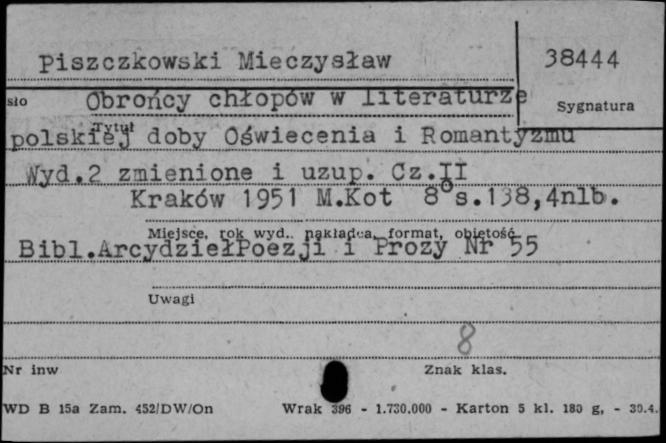 Piszczkowski Mieczysław
38444
sło
Obrońcy chłopów w literaturze
Sygnatura
Tytuł
polskiej doby Oświecenia i Romantyzmu
Wyd.2 zmienione i uzup. Cz.II
Kraków 1951 M.Kot 8° s.138,4nlb.
Miejsce, rok wyd., nakładca, format, objętość
Bibl.ArcydziełPoezji i Prozy Nr 55
Uwagi
8
Nr inw
Znak klas.
WD B 15a Zam. 452/DW/On Wrak 396 - 1.730.000 - Karton 5 kl. 180 g, - 30.4.